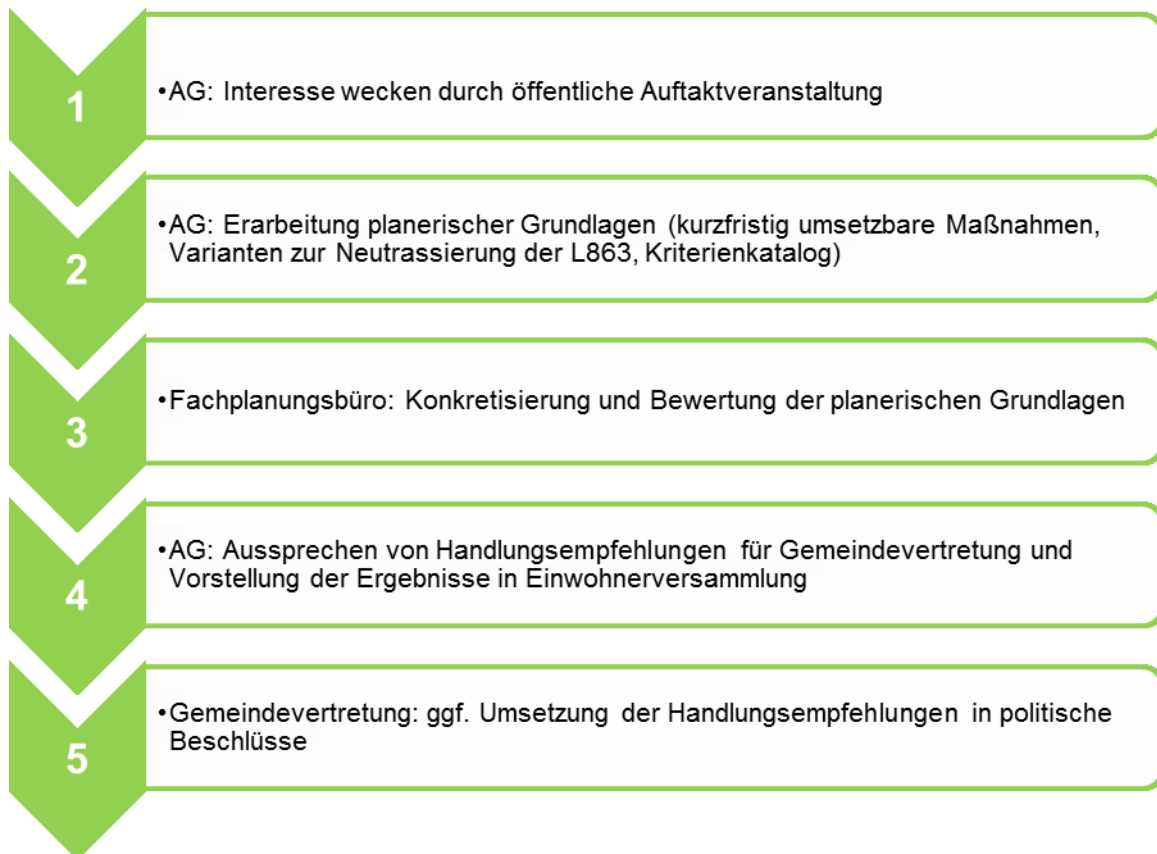 1
•AG: Interesse wecken durch öffentliche Auftaktveranstaltung
2
•AG: Erarbeitung planerischer Grundlagen (kurzfristig umsetzbare Maßnahmen,
Varianten zur Neutrassierung der L863, Kriterienkatalog)
3
•Fachplanungsbüro: Konkretisierung und Bewertung der planerischen Grundlagen
4
•AG: Aussprechen von Handlungsempfehlungen für Gemeindevertretung und
Vorstellung der Ergebnisse in Einwohnerversammlung
5
•Gemeindevertretung: ggf. Umsetzung der Handlungsempfehlungen in politische
Beschlüsse